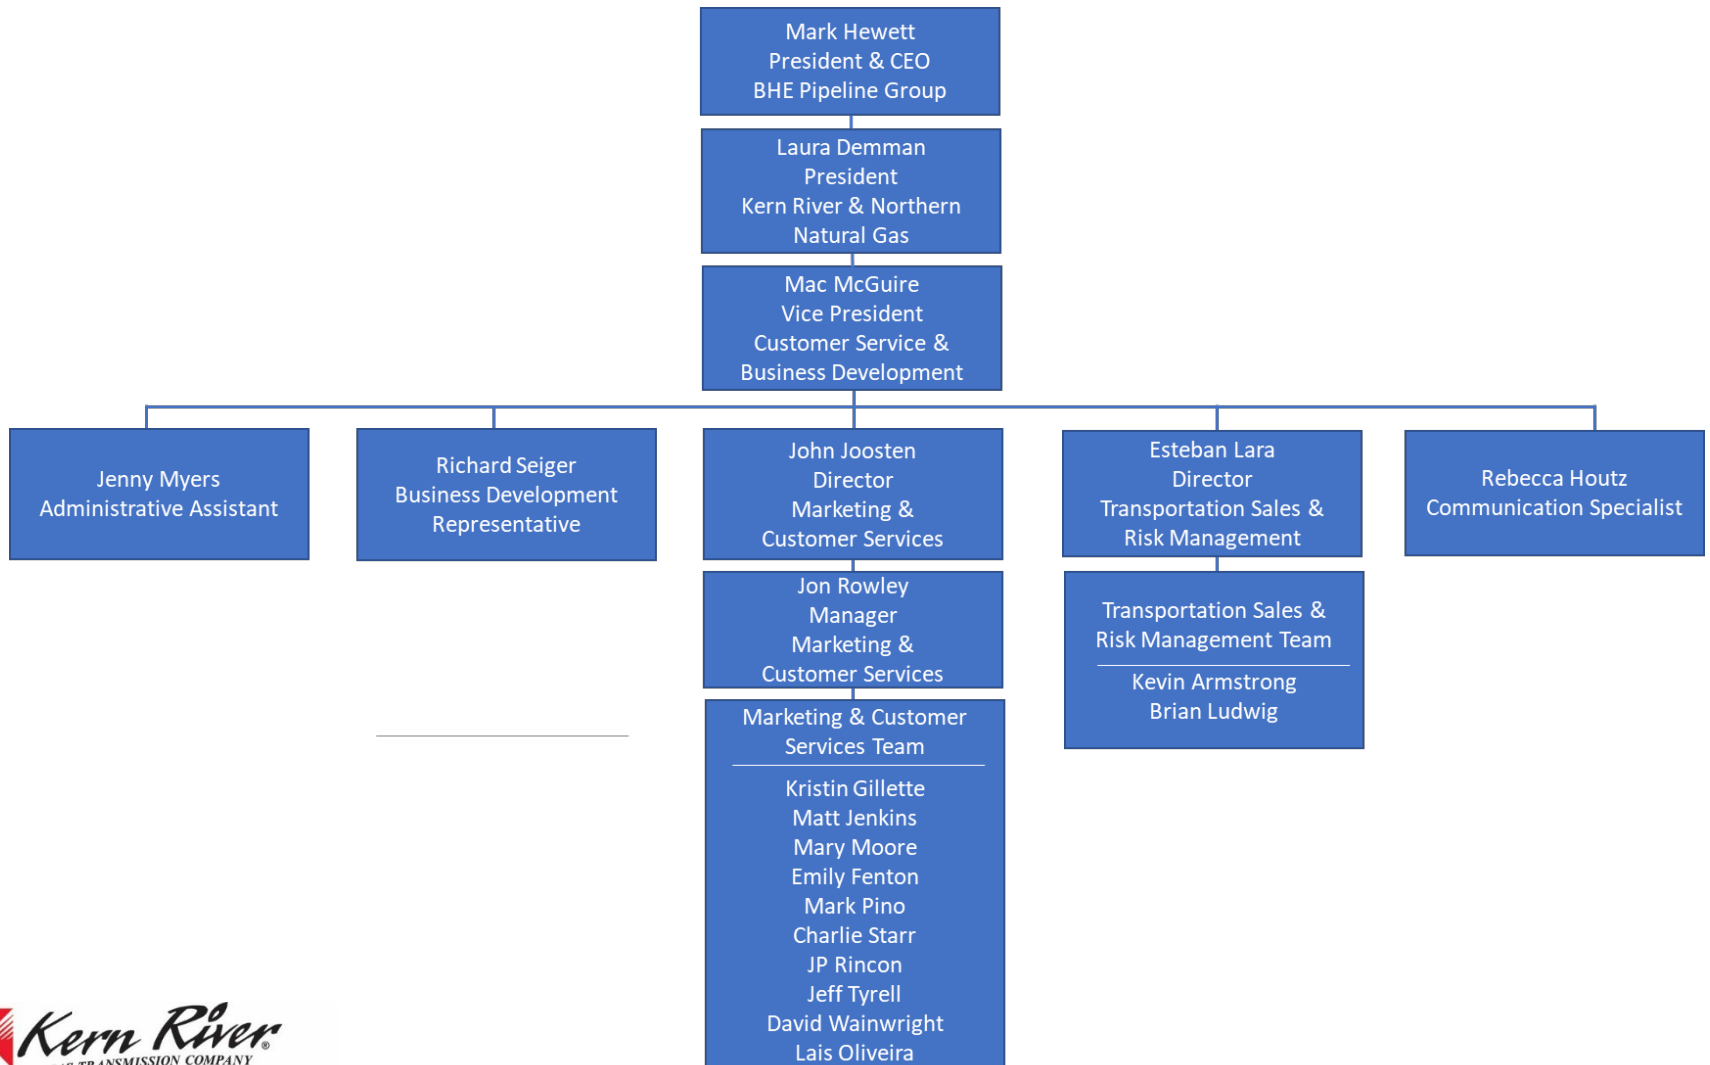 Mark Hewett
President & CEO
BHE Pipeline Group
Laura Demman
President
Kern River & Northern
Natural Gas
Mac McGuire
Vice President
Customer Service &
Business Development
Jenny Myers
Administrative Assistant
Richard Seiger
Business Development
Representative
John Joosten
Director
Marketing &
Customer Services
Esteban Lara
Director
Transportation Sales &
Risk Management
Rebecca Houtz
Communication Specialist
Jon Rowley
Manager
Marketing &
Customer Services
Transportation Sales &
Risk Management Team
Kevin Armstrong
Brian Ludwig
Marketing & Customer
Services Team
Kristin Gillette
Matt Jenkins
Mary Moore
Emily Fenton
Mark Pino
Charlie Starr
JP Rincon
Jeff Tyrell
David Wainwright
Lais Oliveira
Kern River®
TRANSMISSION COMPANY